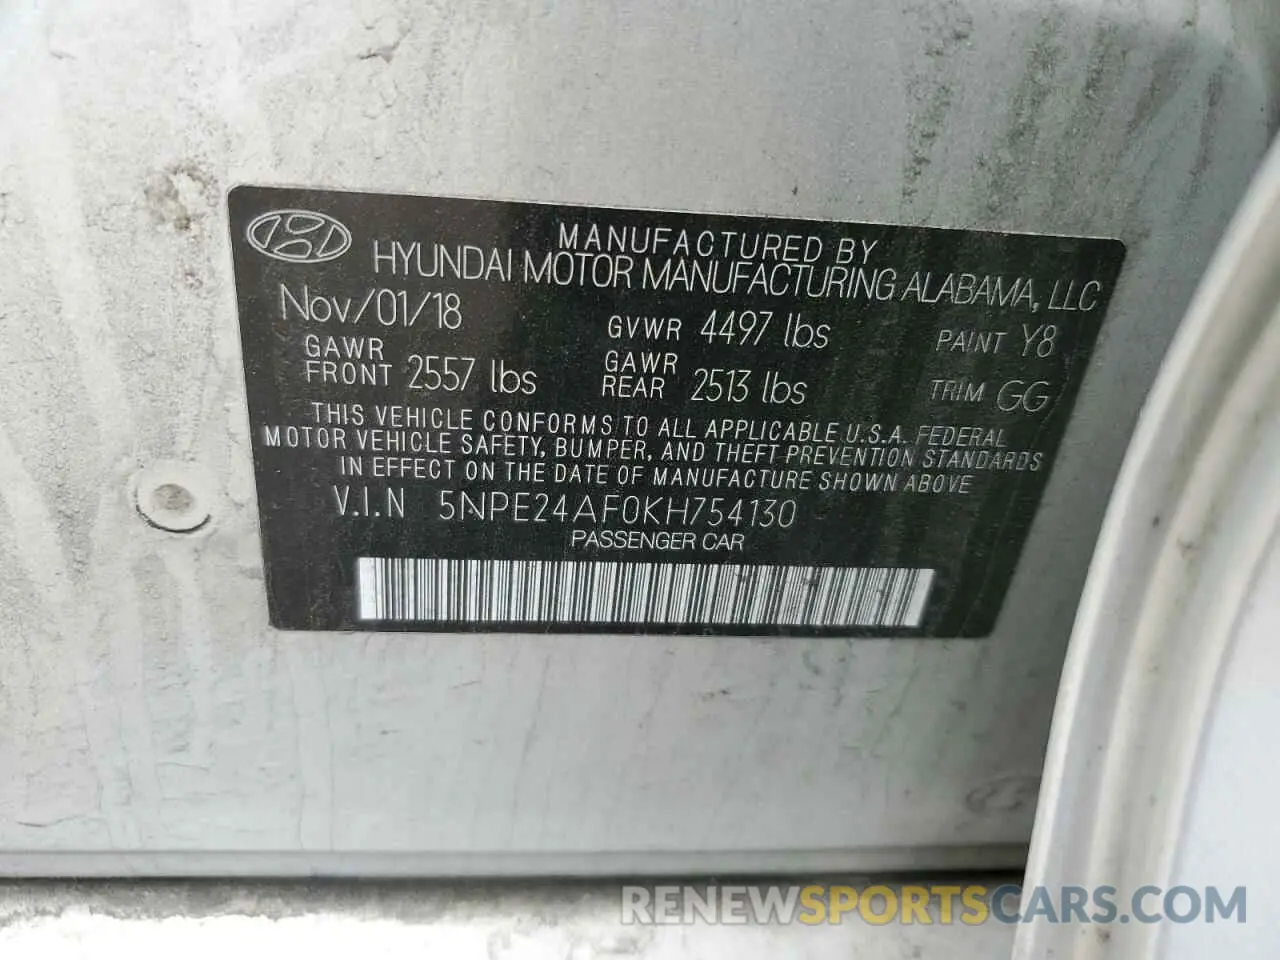 MANUFACTURED BY
HYUNDAI MOTOR MANUFACTURING ALABAMA, LLC
Nov/01/18 GVWR 4497 lbs PAINT Y8
GAWR FRONT 2557 lbs GAWR REAR 2513 lbs TRIM GG
THIS VEHICLE CONFORMS TO ALL APPLICABLE U.S.A. FEDERAL
MOTOR VEHICLE SAFETY, BUMPER, AND THEFT PREVENTION STANDARDS
IN EFFECT ON THE DATE OF MANUFACTURE SHOWN ABOVE
V.I.N 5NPE24AF0KH754130
PASSENGER CAR
RENEWSPORTSCARS.COM